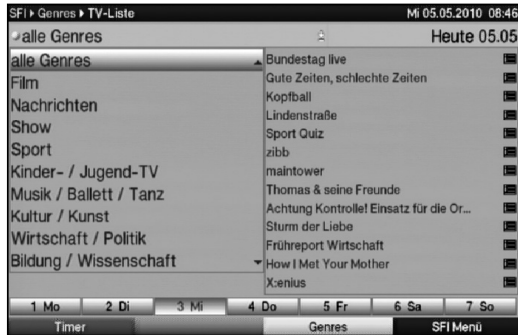 SFI Genres TV-Liste
Mi 05.05.2010 08:46
alle Genres
Heute 05.05
alle Genres
Film
Nachrichten
Show
Sport
Kinder- / Jugend-TV
Musik / Ballett / Tanz
Kultur / Kunst
Wirtschaft / Politik
Bildung / Wissenschaft
Bundestag live
Gute Zeiten, schlechte Zeiten
Kopfball
Lindenstraße
Sport Quiz
zibb
maintower
Thomas & seine Freunde
Achtung Kontrolle! Einsatz für die Or...
Sturm der Liebe
Frühreport Wirtschaft
How I Met Your Mother
X:enius
1 Mo 2 Di 3 Mi 4 Do 5 Fr 6 Sa 7 So
Timer Genres SFI Menü